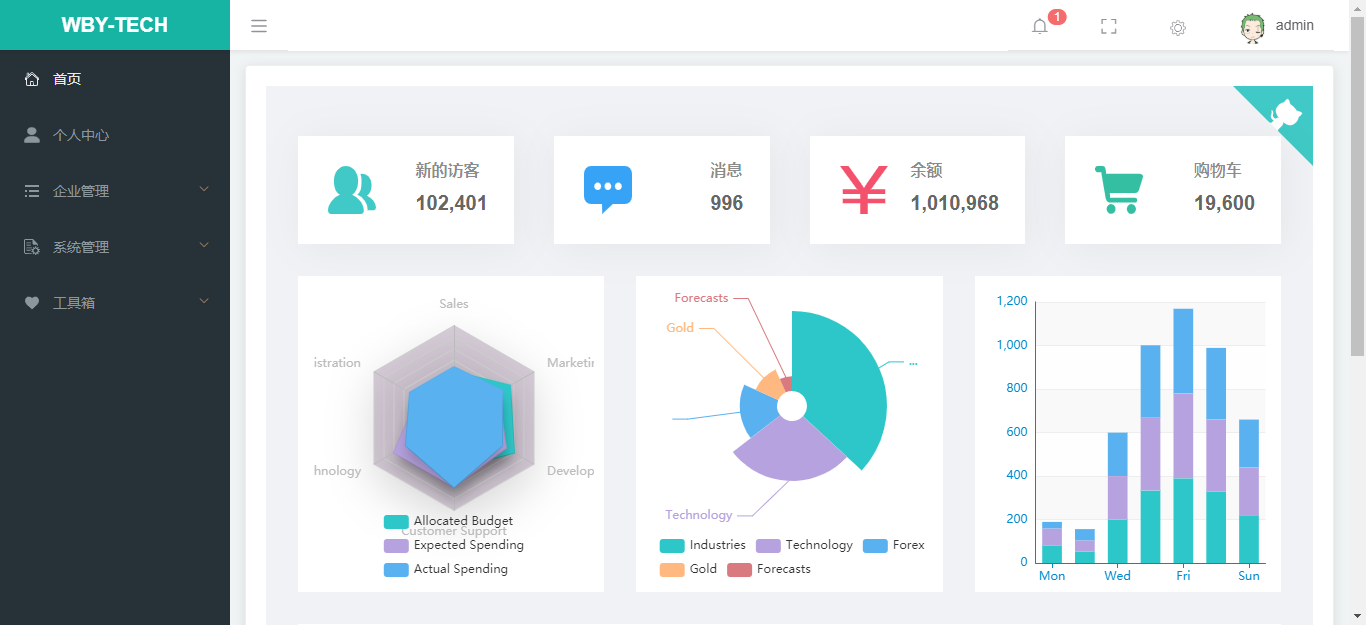 WBY-TECH
1
admin
首页
个人中心
企业管理
系统管理
工具箱
新的访客
102,401
消息
996
余额
1,010,968
购物车
19,600
Sales
istration
Marketin
hnology
Develop
Customer Support
Allocated Budget
Expected Spending
Actual Spending
Forecasts
Gold
...
Technology
Industries
Technology
Forex
Gold
Forecasts
1,200
1,000
800
600
400
200
0
Mon
Wed
Fri
Sun